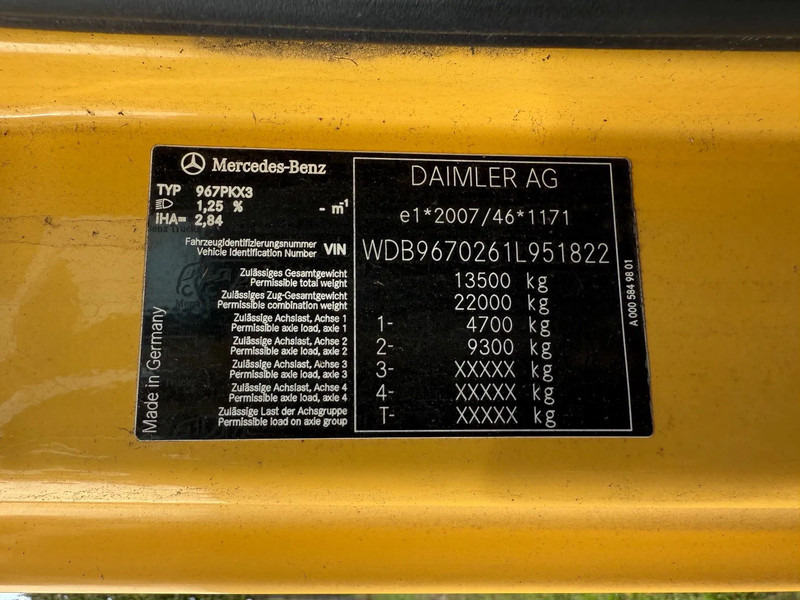 Mercedes-Benz
TYP 967PKX3
1,25 % - m-1
iHA= 2,84
Fahrzeugidentifizierungsnummer
Vehicle Identification Number VIN
Zulässiges Gesamtgewicht
Permissible total weight
Zulässiges Zug-Gesamtgewicht
Permissible combination weight
Zulässige Achslast, Achse 1
Permissible axle load, axle 1
Zulässige Achslast, Achse 2
Permissible axle load, axle 2
Zulässige Achslast, Achse 3
Permissible axle load, axle 3
Zulässige Achslast, Achse 4
Permissible axle load, axle 4
Zulässige Last der Achsgruppe
Permissible load on axle group
Made in Germany
DAIMLER AG
e1*2007/46*1171
WDB9670261L951822
13500 kg
22000 kg
1- 4700 kg
2- 9300 kg
3- XXXXX kg
4- XXXXX kg
T- XXXXX kg
A 000 584 98 01